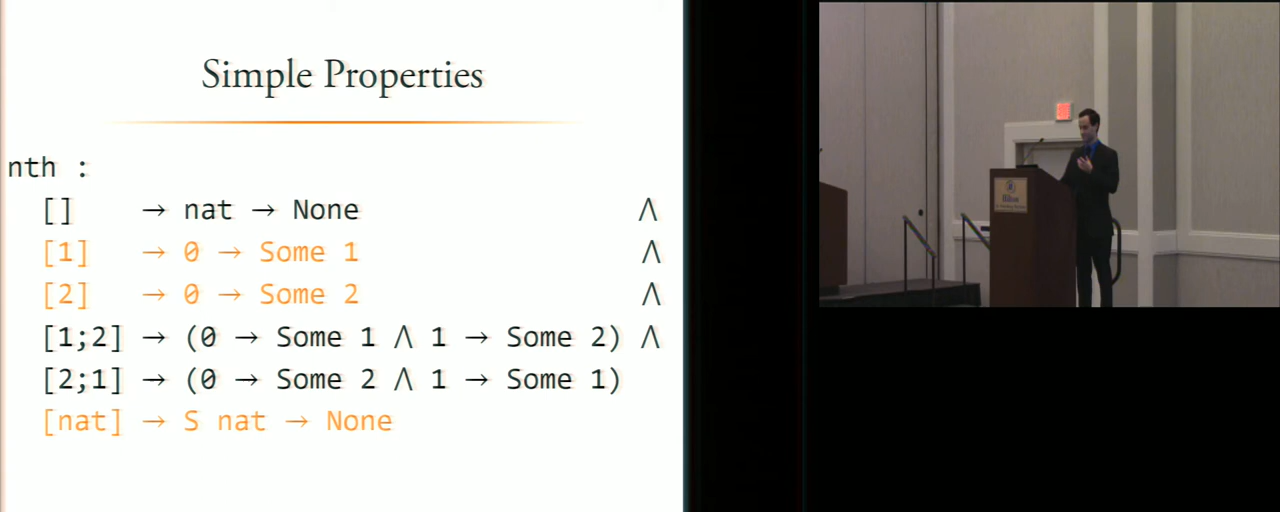 Simple Properties
nth :
[] → nat → None ∧
[1] → 0 → Some 1 ∧
[2] → 0 → Some 2 ∧
[1;2] → (0 → Some 1 ∧ 1 → Some 2) ∧
[2;1] → (0 → Some 2 ∧ 1 → Some 1)
[nat] → S nat → None
Hilton